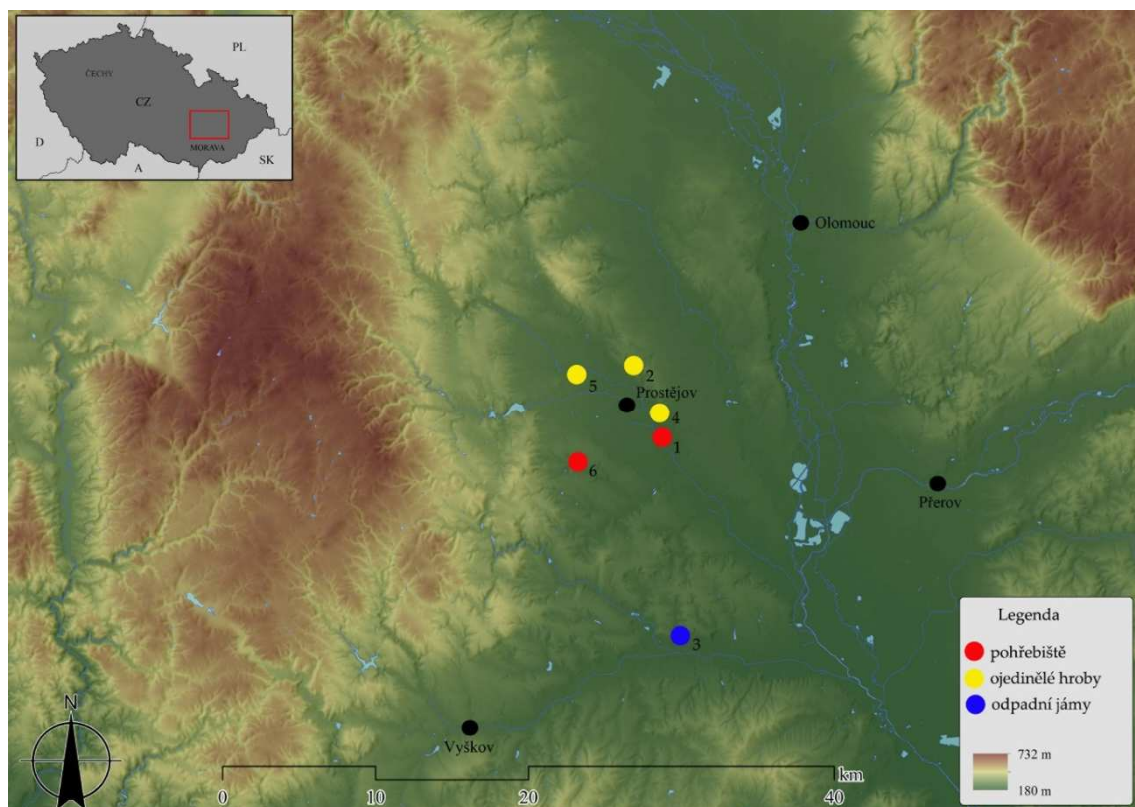 PL
ČECHY
CZ
D
MORAVA
A
SK
Olomouc
2
5
Prostějov
4
1
6
Přerov
3
Vyškov
N
Legenda
pohřebiště
ojedinělé hroby
odpadní jámy
732 m
180 m
km
0
10
20
40